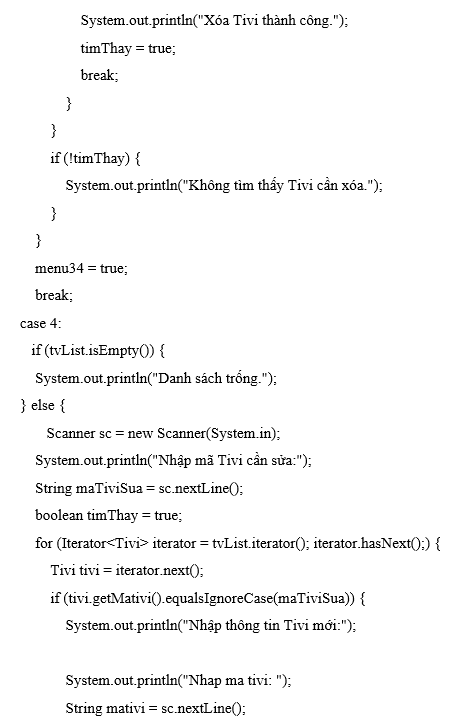 System.out.println("Xóa Tivi thành công.");
timThay = true;
break;
}
}
if (!timThay) {
System.out.println("Không tìm thấy Tivi cần xóa.");
}
}
menu34 = true;
break;
case 4:
if (tvList.isEmpty()) {
System.out.println("Danh sách trống.");
} else {
Scanner sc = new Scanner(System.in);
System.out.println("Nhập mã Tivi cần sửa:");
String maTiviSua = sc.nextLine();
boolean timThay = true;
for (Iterator<Tivi> iterator = tvList.iterator(); iterator.hasNext();) {
Tivi tivi = iterator.next();
if (tivi.getMativi().equalsIgnoreCase(maTiviSua)) {
System.out.println("Nhập thông tin Tivi mới:");
System.out.println("Nhap ma tivi: ");
String mativi = sc.nextLine();